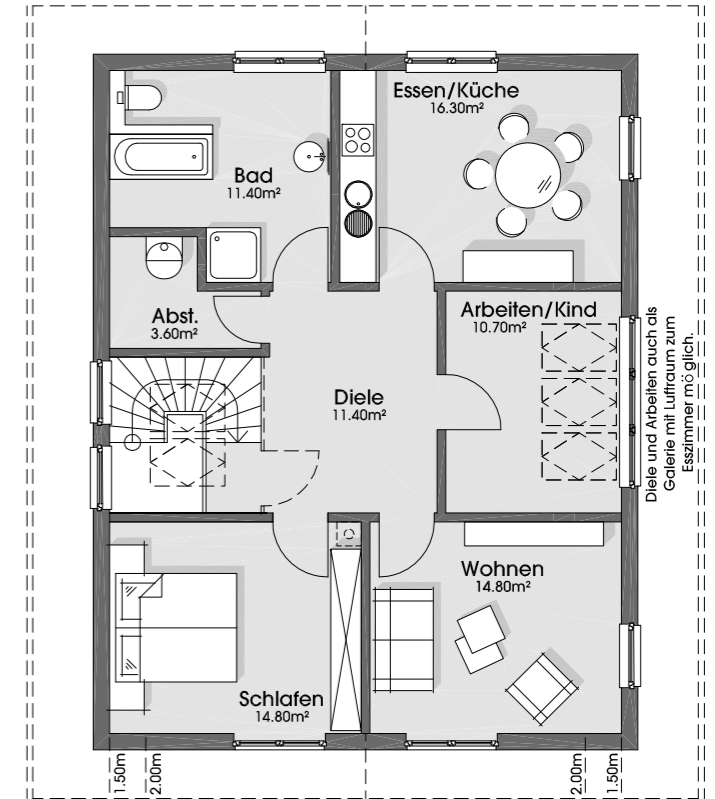 Essen/Küche
16.30m²
Bad
11.40m²
Abst.
3.60m²
Arbeiten/Kind
10.70m²
Diele
11.40m²
Diele und Arbeiten auch als
Galerie mit Luftraum zum
Esszimmer mö glich.
Wohnen
14.80m²
Schlafen
14.80m²
1.50m
2.00m
2.00m
1.50m